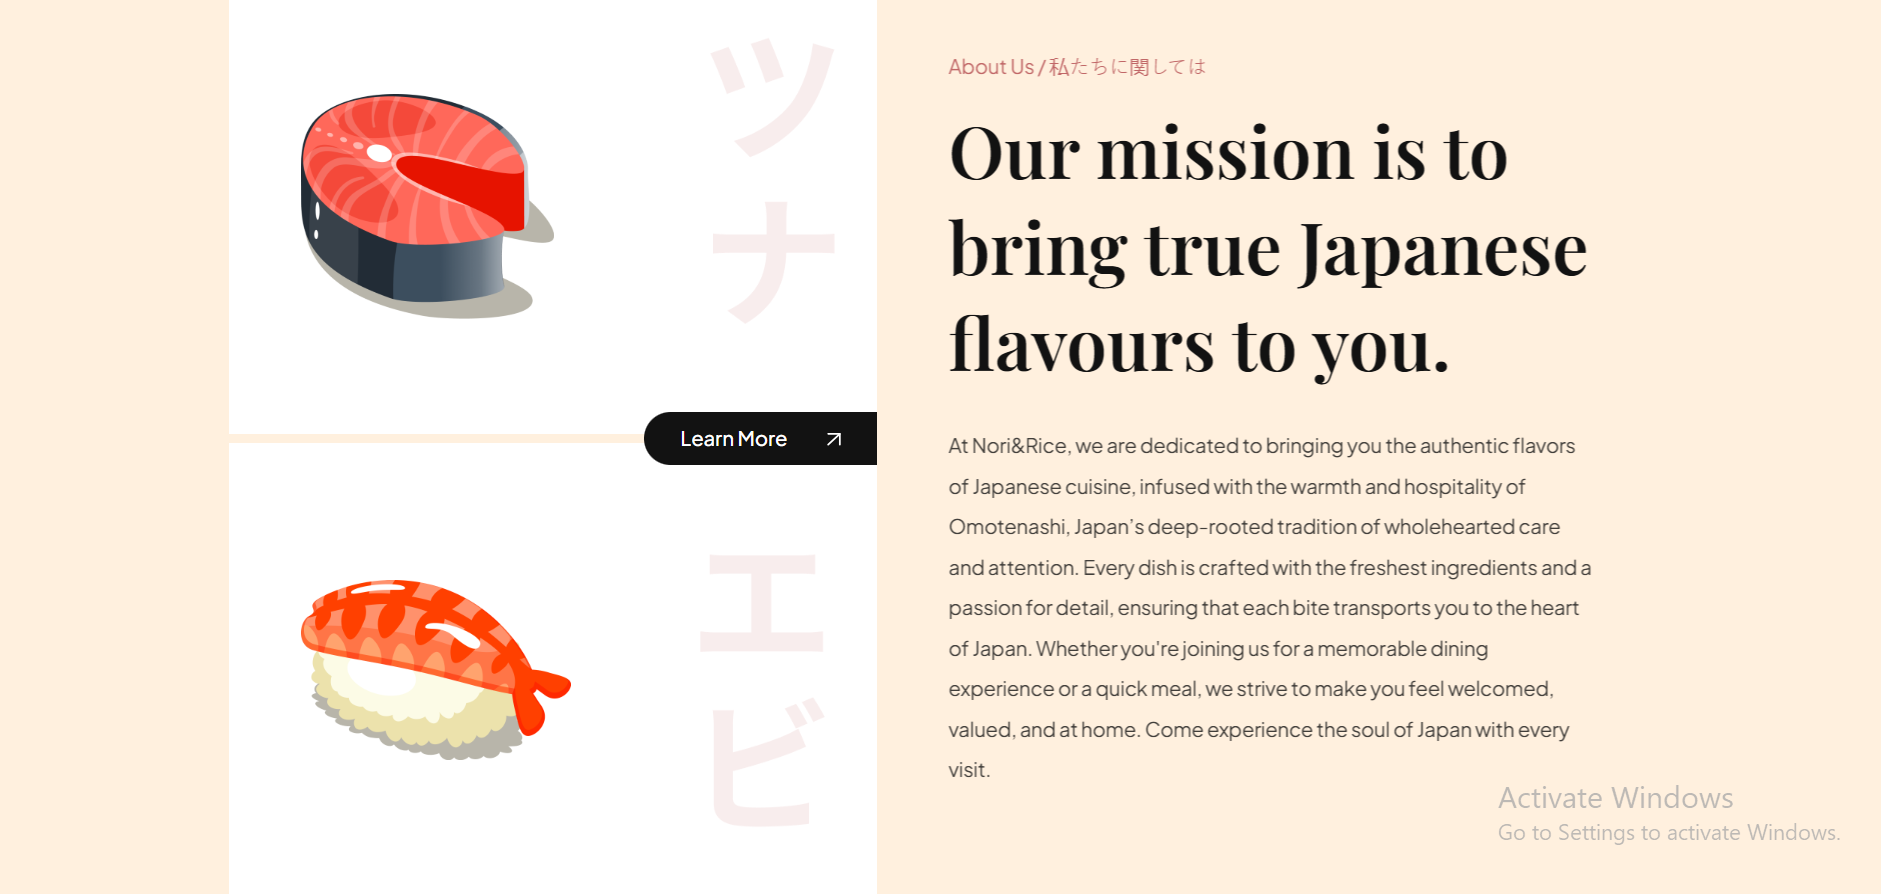 ツナ
Learn More
エビ
About Us / 私たちに関しては
Our mission is to
bring true Japanese
flavours to you.
At Nori&Rice, we are dedicated to bringing you the authentic flavors
of Japanese cuisine, infused with the warmth and hospitality of
Omotenashi, Japan’s deep-rooted tradition of wholehearted care
and attention. Every dish is crafted with the freshest ingredients and a
passion for detail, ensuring that each bite transports you to the heart
of Japan. Whether you're joining us for a memorable dining
experience or a quick meal, we strive to make you feel welcomed,
valued, and at home. Come experience the soul of Japan with every
visit.
Activate Windows
Go to Settings to activate Windows.